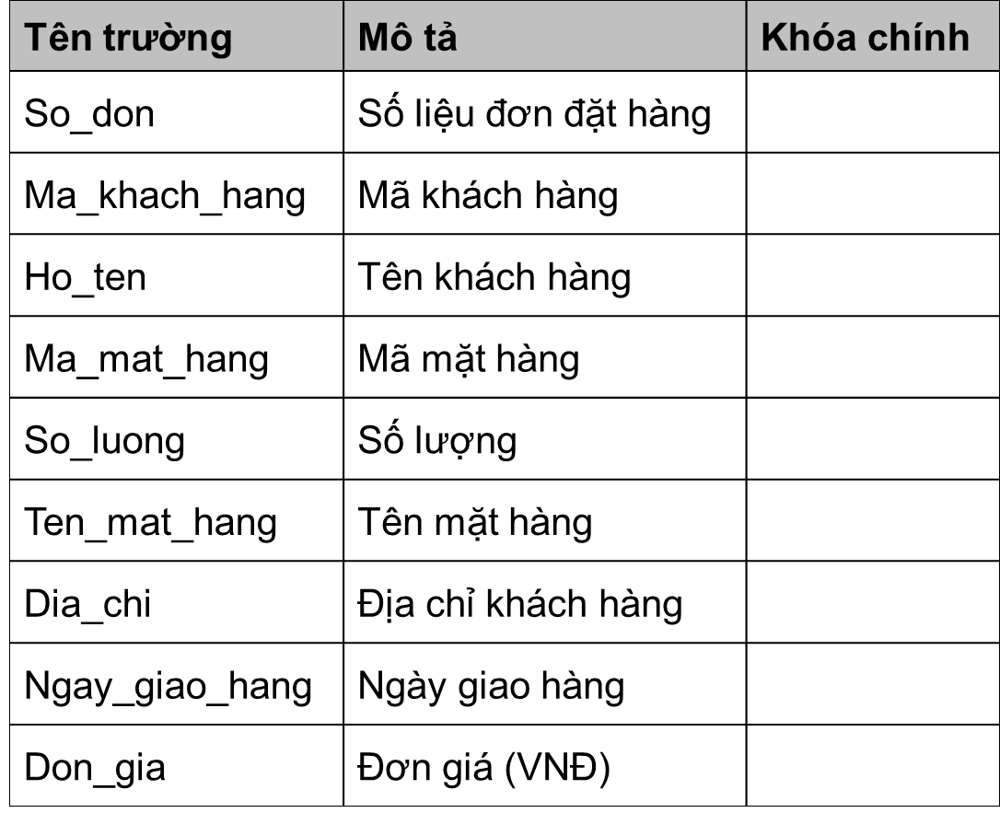 Tên trường Mô tả Khóa chính
So_don Số liệu đơn đặt hàng
Ma_khach_hang Mã khách hàng
Ho_ten Tên khách hàng
Ma_mat_hang Mã mặt hàng
So_luong Số lượng
Ten_mat_hang Tên mặt hàng
Dia_chi Địa chỉ khách hàng
Ngay_giao_hang Ngày giao hàng
Don_gia Đơn giá (VNĐ)